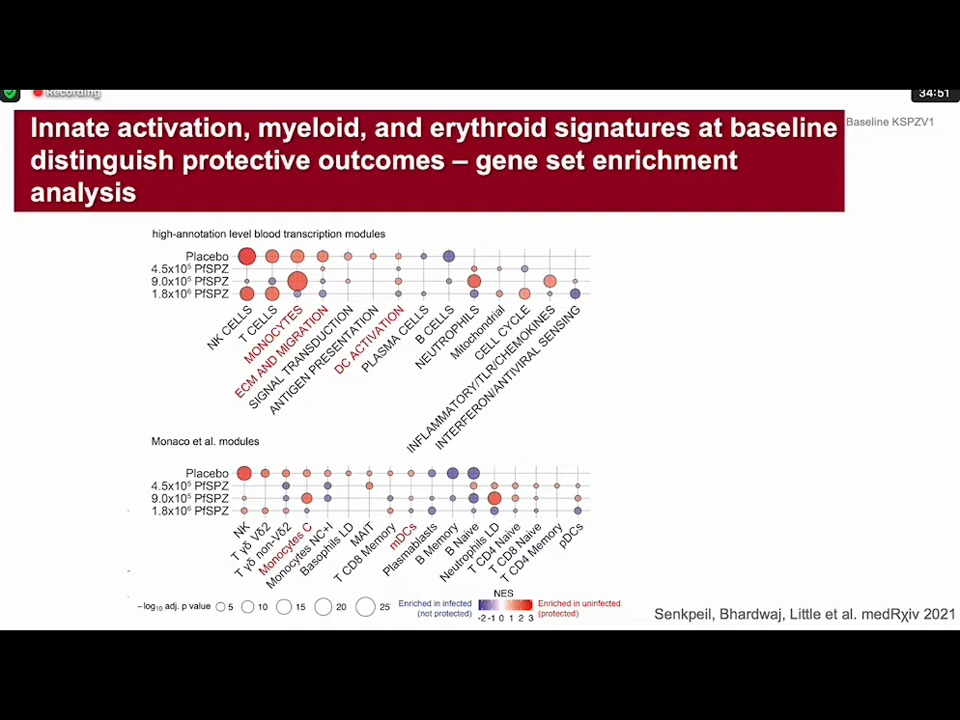 Recording
34:51
Innate activation, myeloid, and erythroid signatures at baseline
distinguish protective outcomes – gene set enrichment
analysis
Baseline KSPZV1
high-annotation level blood transcription modules
Placebo
4.5x10⁵ PfSPZ
9.0x10⁵ PfSPZ
1.8x10⁶ PfSPZ
NK CELLS
T CELLS
MONOCYTES
ECM AND MIGRATION
SIGNAL TRANSDUCTION
ANTIGEN PRESENTATION
DC ACTIVATION
PLASMA CELLS
B CELLS
NEUTROPHILS
Mitochondrial
CELL CYCLE
INFLAMMATORY/TLR/CHEMOKINES
INTERFERON/ANTIVIRAL SENSING
Monaco et al. modules
Placebo
4.5x10⁵ PfSPZ
9.0x10⁵ PfSPZ
1.8x10⁶ PfSPZ
NK
T γδ Vδ2
T γδ non-Vδ2
Monocytes C
Monocytes NC+I
Basophils LD
MAIT
T CD8 Memory
mDCs
Plasmablasts
B Memory
B Naive
Neutrophils LD
T CD4 Naive
T CD8 Naive
T CD4 Memory
pDCs
−log₁₀ adj. p value 5 10 15 20 25
Enriched in infected
(not protected)
NES
-2 -1 0 1 2 3
Enriched in uninfected
(protected)
Senkpeil, Bhardwaj, Little et al. medRχiv 2021